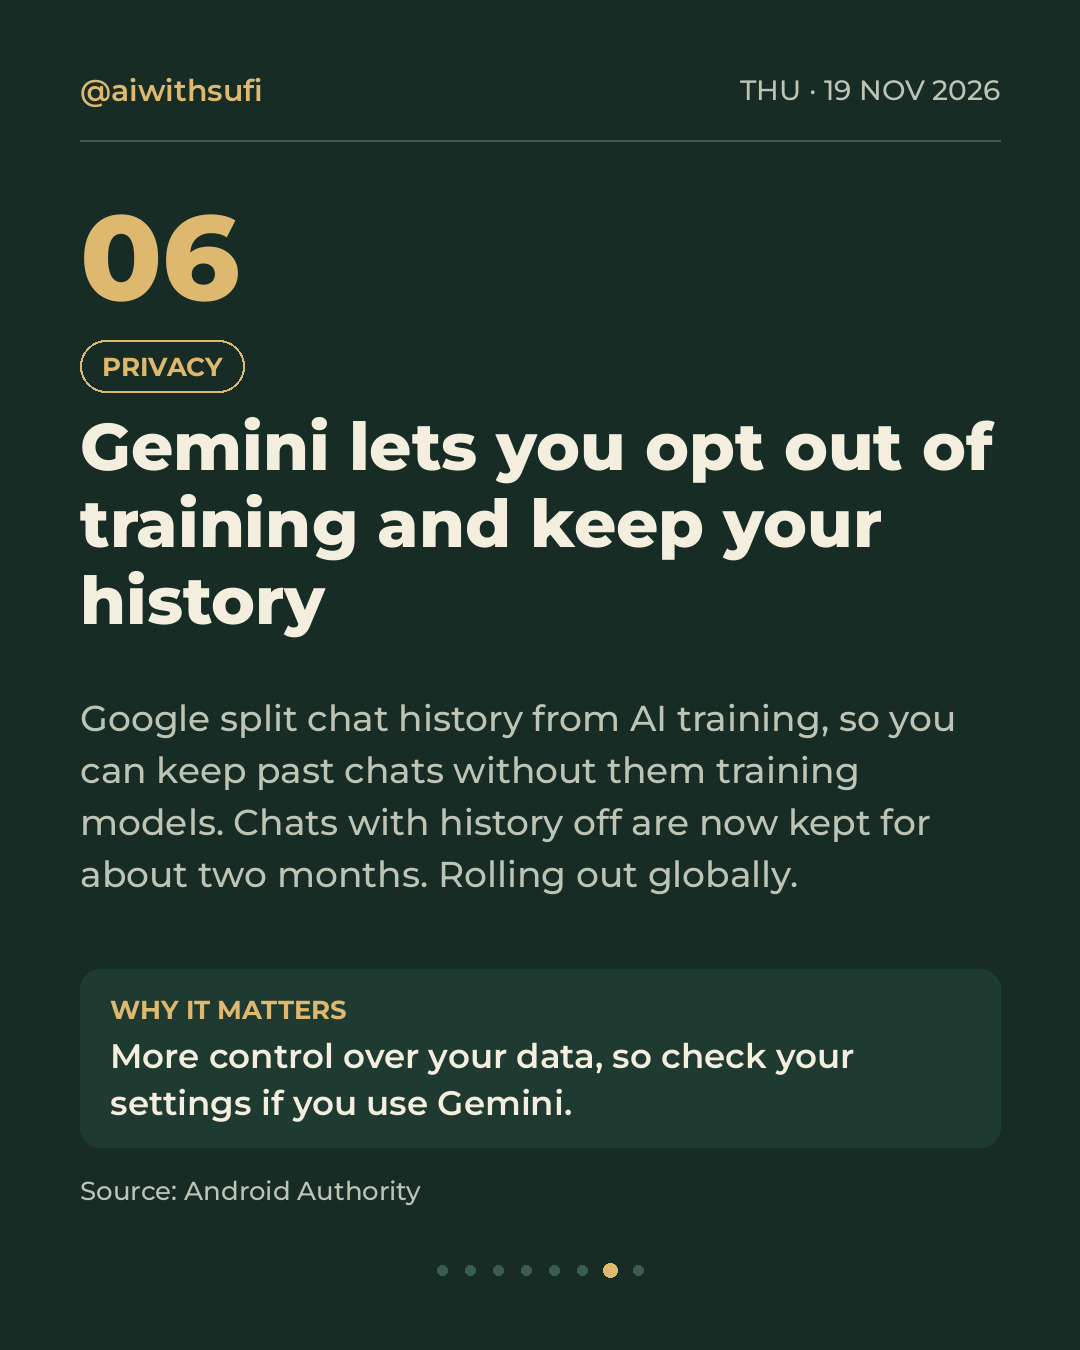 @aiwithsufi
THU · 19 NOV 2026
06
PRIVACY
Gemini lets you opt out of
training and keep your
history
Google split chat history from AI training, so you
can keep past chats without them training
models. Chats with history off are now kept for
about two months. Rolling out globally.
WHY IT MATTERS
More control over your data, so check your
settings if you use Gemini.
Source: Android Authority